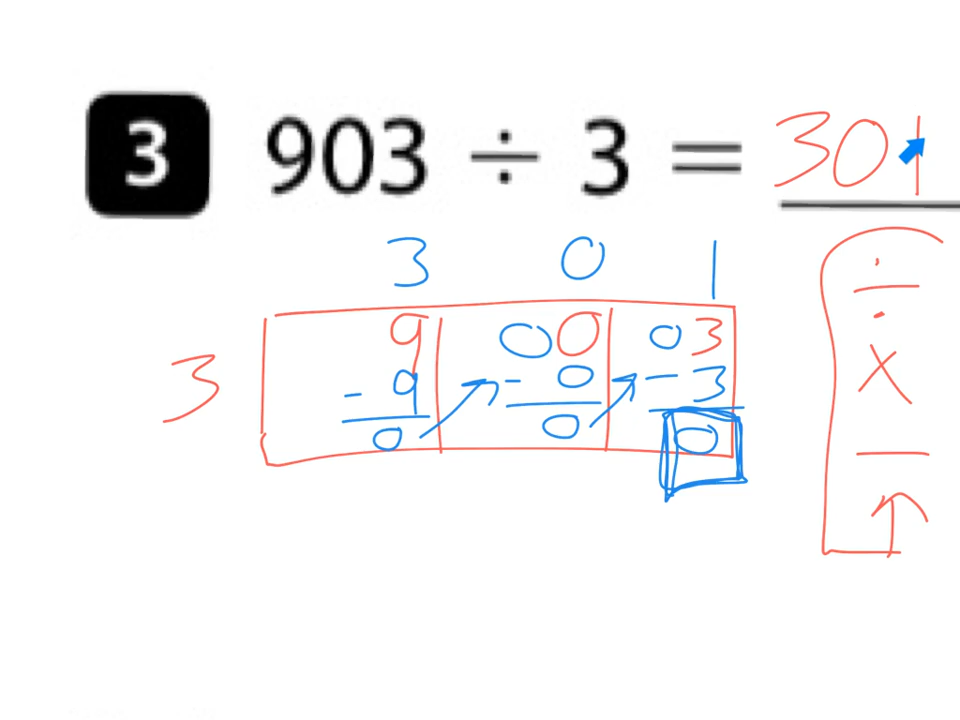 3 903 ÷ 3 = 301
3 0 1
9 00 03
3 - 9 - 0 - 3
0 0 0
÷
x
−
↑